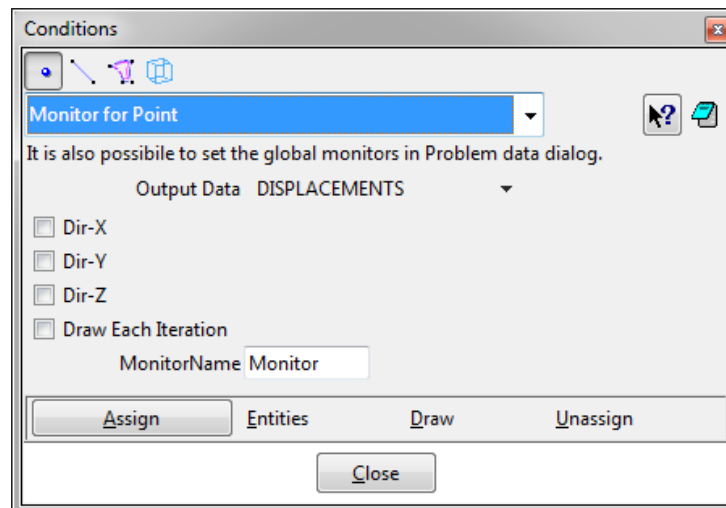 Conditions
Monitor for Point
It is also possibile to set the global monitors in Problem data dialog.
Output Data DISPLACEMENTS
Dir-X
Dir-Y
Dir-Z
Draw Each Iteration
MonitorName Monitor
Assign Entities Draw Unassign
Close